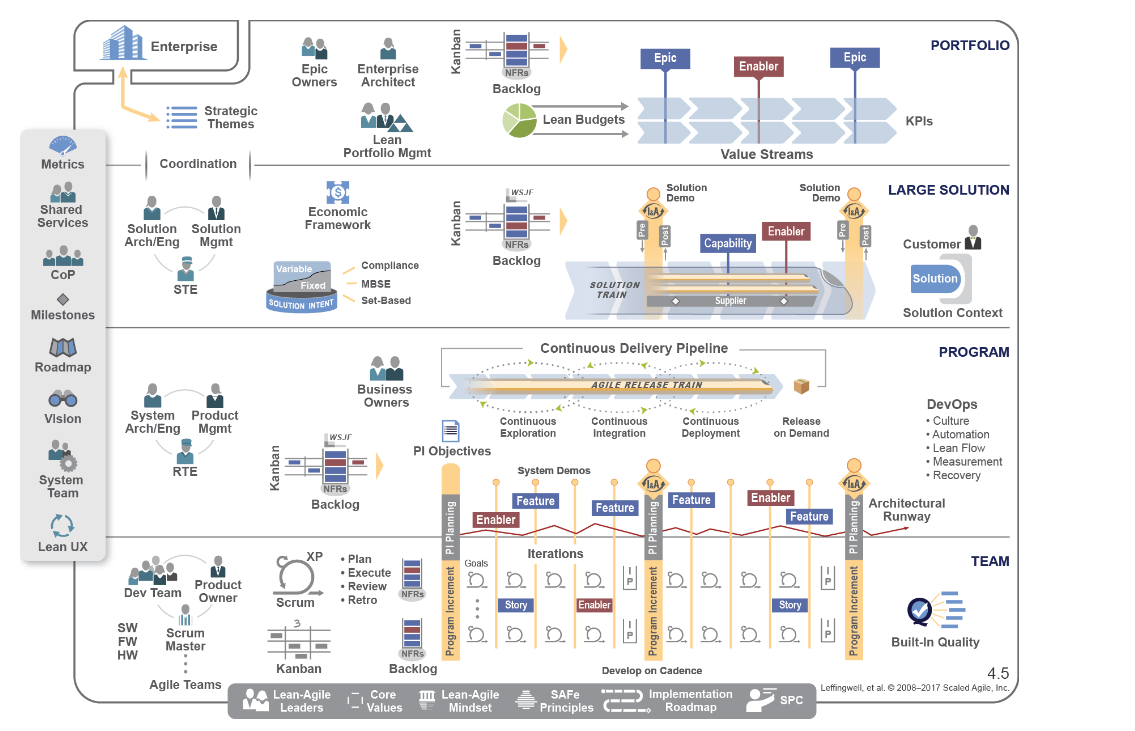 Enterprise
Strategic
Themes
Epic
Owners
Enterprise
Architect
Lean
Portfolio Mgmt
Kanban
NFRs
Backlog
Lean Budgets
Epic
Enabler
Epic
KPIs
Value Streams
PORTFOLIO
Metrics
Shared
Services
CoP
Milestones
Roadmap
Vision
System
Team
Lean UX
Coordination
Solution
Arch/Eng
Solution
Mgmt
STE
Economic
Framework
Variable
Fixed
SOLUTION INTENT
Compliance
MBSE
Set-Based
Kanban
WSJF
NFRs
Backlog
Solution
Demo
I&A
Pre
Post
Capability
Enabler
Solution
Demo
I&A
Pre
Post
SOLUTION
TRAIN
Supplier
LARGE SOLUTION
Customer
Solution
Solution Context
System
Arch/Eng
Product
Mgmt
RTE
Business
Owners
Continuous Delivery Pipeline
AGILE RELEASE TRAIN
Continuous
Exploration
Continuous
Integration
Continuous
Deployment
Release
on Demand
PROGRAM
DevOps
• Culture
• Automation
• Lean Flow
• Measurement
• Recovery
Kanban
WSJF
NFRs
Backlog
PI Objectives
System Demos
PI Planning
Enabler
Feature
Feature
I&A
PI Planning
Feature
Enabler
Feature
I&A
PI Planning
Architectural
Runway
Dev Team
Product
Owner
Scrum
Master
SW
FW
HW
Agile Teams
XP
Scrum
• Plan
• Execute
• Review
• Retro
3
Kanban
NFRs
NFRs
Backlog
Program Increment
Goals
Iterations
Story
Enabler
I P
I P
Program Increment
Story
I P
I P
Program Increment
Develop on Cadence
TEAM
Built-In Quality
4.5
Leffingwell, et al. © 2008–2017 Scaled Agile, Inc.
Lean-Agile
Leaders
Core
Values
Lean-Agile
Mindset
SAFe
Principles
Implementation
Roadmap
SPC